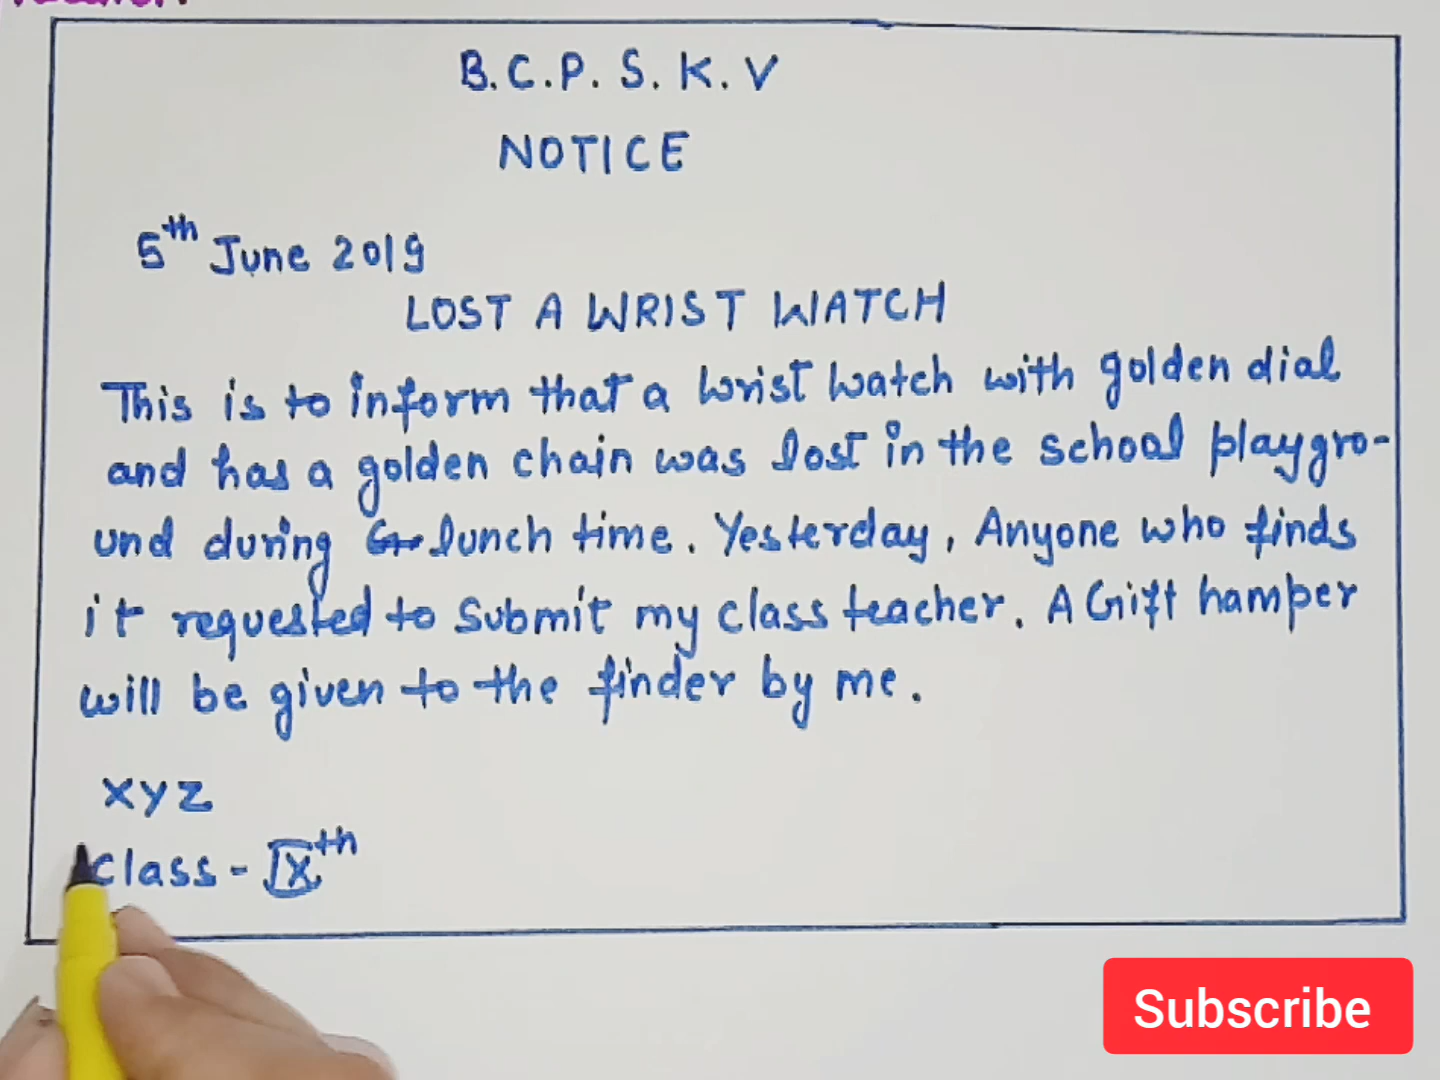 B.C.P.S.K.V
NOTICE
5th June 2019
LOST A WRIST WATCH
This is to inform that a wrist watch with golden dial
and has a golden chain was lost in the school playgro-
und during lunch time. Yesterday, Anyone who finds
it requested to submit my class teacher. A Gift hamper
will be given to the finder by me.
xyz
class - IXth
Subscribe